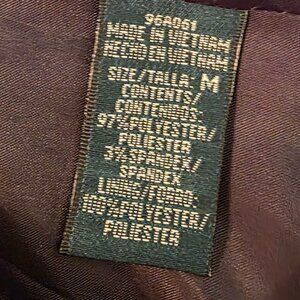 96A061
MADE IN VIETNAM
HECHO EN VIETNAM
SIZE/TALLA: M
CONTENTS/
CONTENIDOS:
97%POLYESTER/
POLIESTER
3%SPANDEX/
SPANDEX
LINING/FORRO:
100%POLYESTER/
POLIESTER